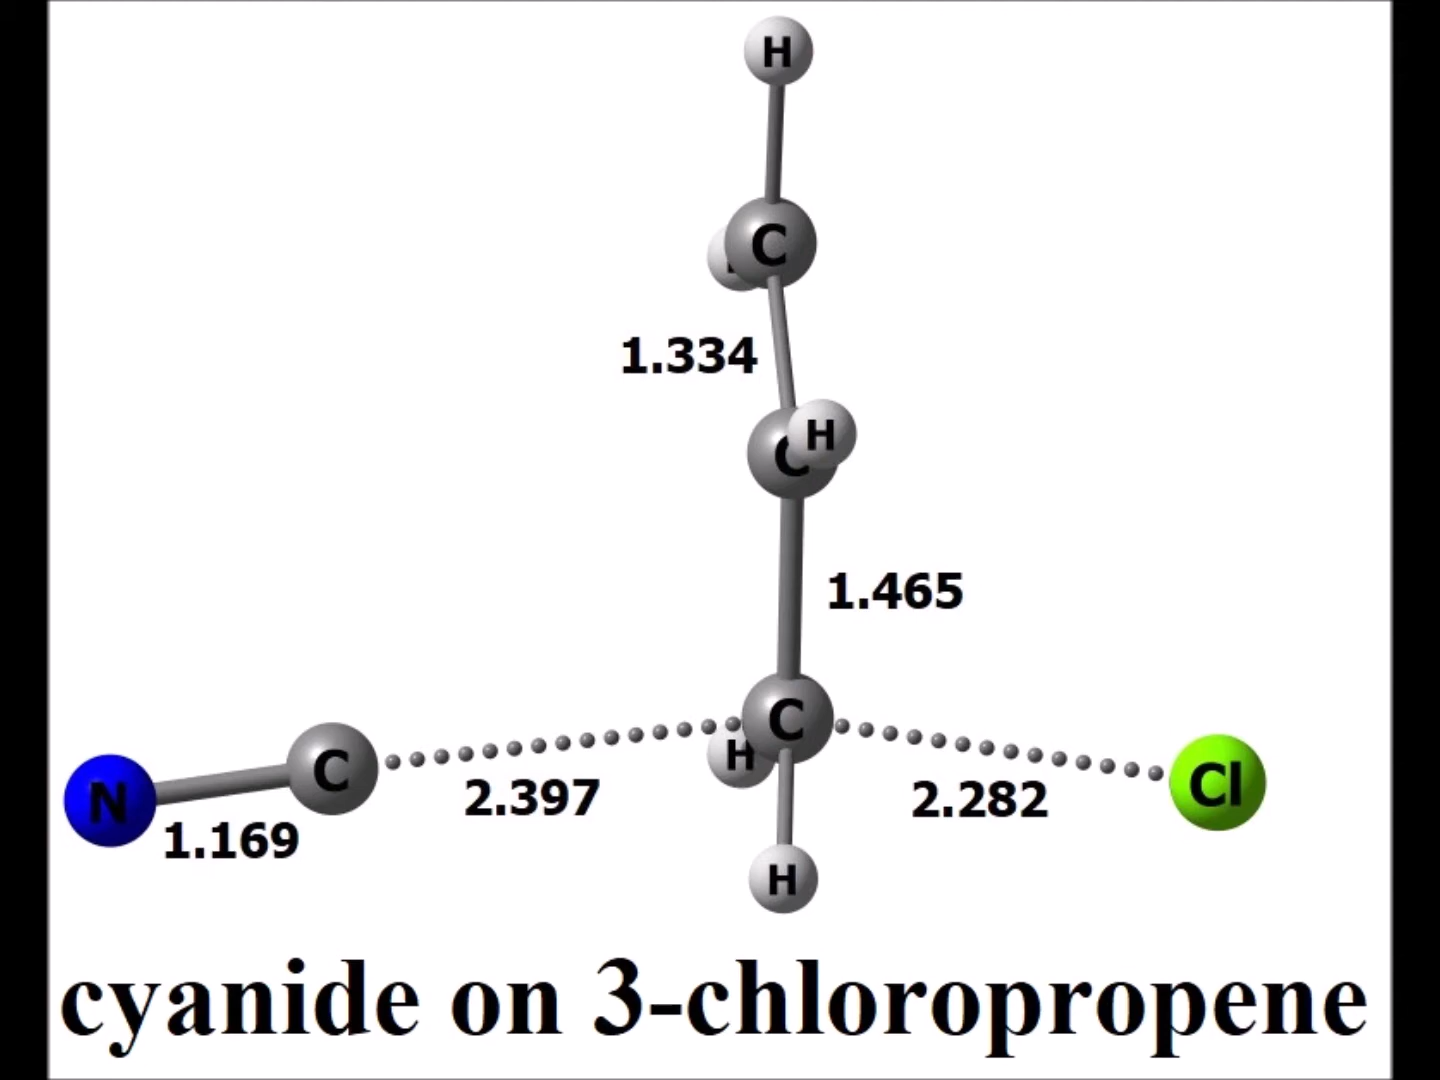 H
C
1.334
C H
1.465
C
H
N C
2.397
2.282
Cl
1.169
H
cyanide on 3-chloropropene